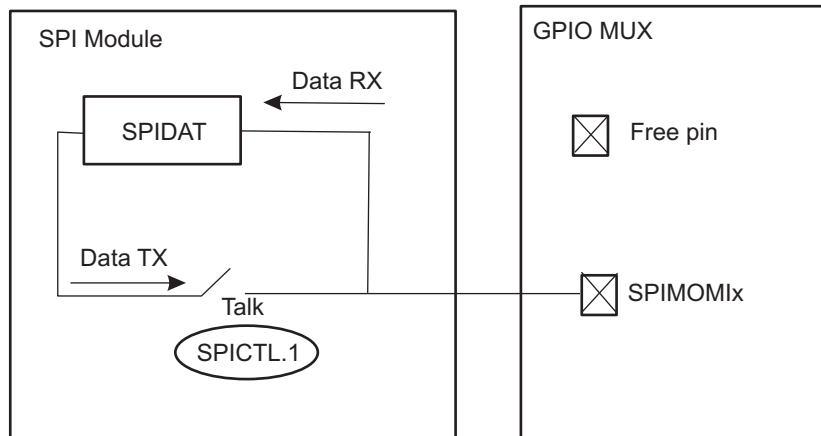 SPI Module
GPIO MUX
Data RX
SPIDAT
Free pin
Data TX
SPIMOMIx
Talk
SPICTL.1